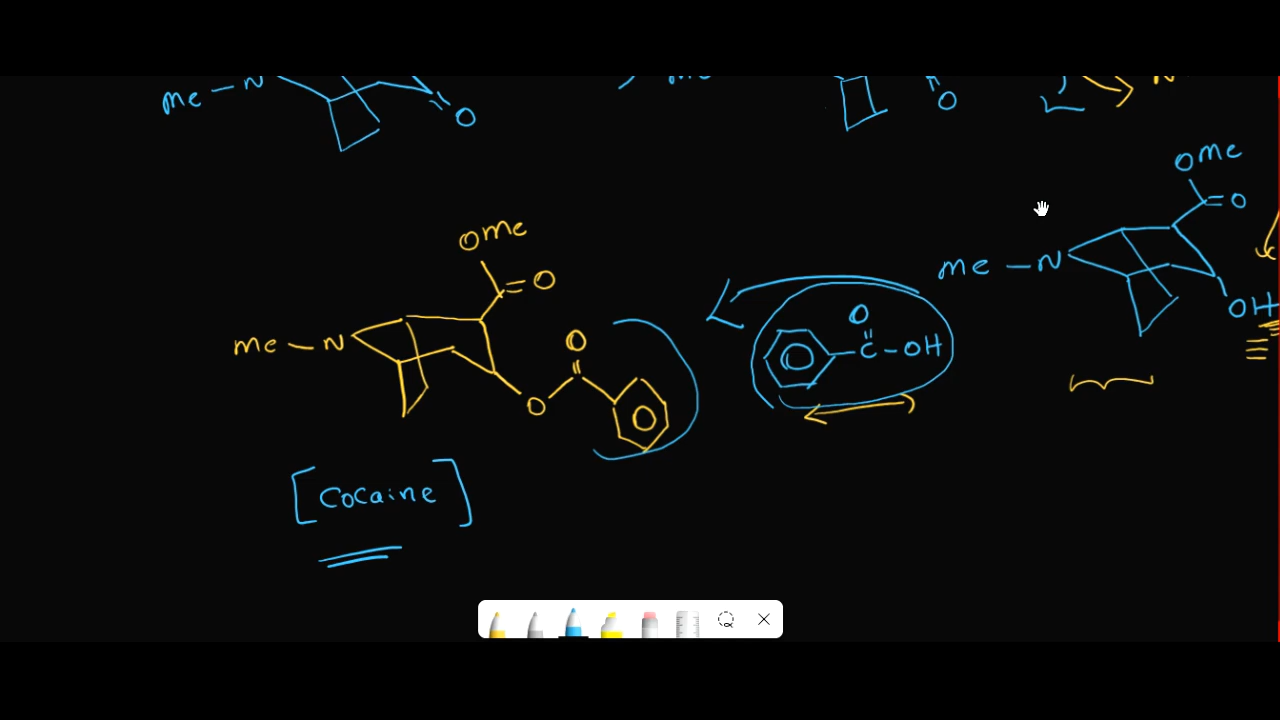 Me – N
O
O
OMe
= O
Me – N
OH
OMe
= O
Me – N
O
O
O
O
C – OH
[Cocaine]